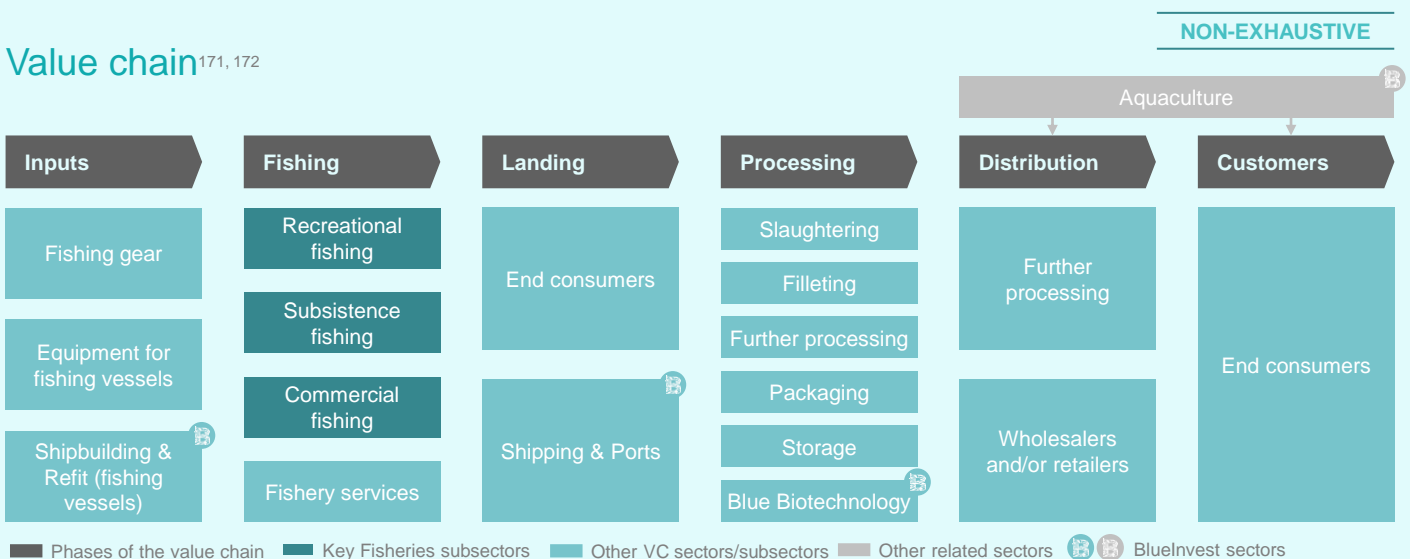 NON-EXHAUSTIVE
Value chain171, 172
Aquaculture
Inputs
Fishing
Landing
Processing
Distribution
Customers
Fishing gear
Equipment for
fishing vessels
Shipbuilding &
Refit (fishing
vessels)
Recreational
fishing
Subsistence
fishing
Commercial
fishing
Fishery services
End consumers
Shipping & Ports
Slaughtering
Filleting
Further processing
Packaging
Storage
Blue Biotechnology
Further
processing
Wholesalers
and/or retailers
End consumers
Phases of the value chain
Key Fisheries subsectors
Other VC sectors/subsectors
Other related sectors
BlueInvest sectors